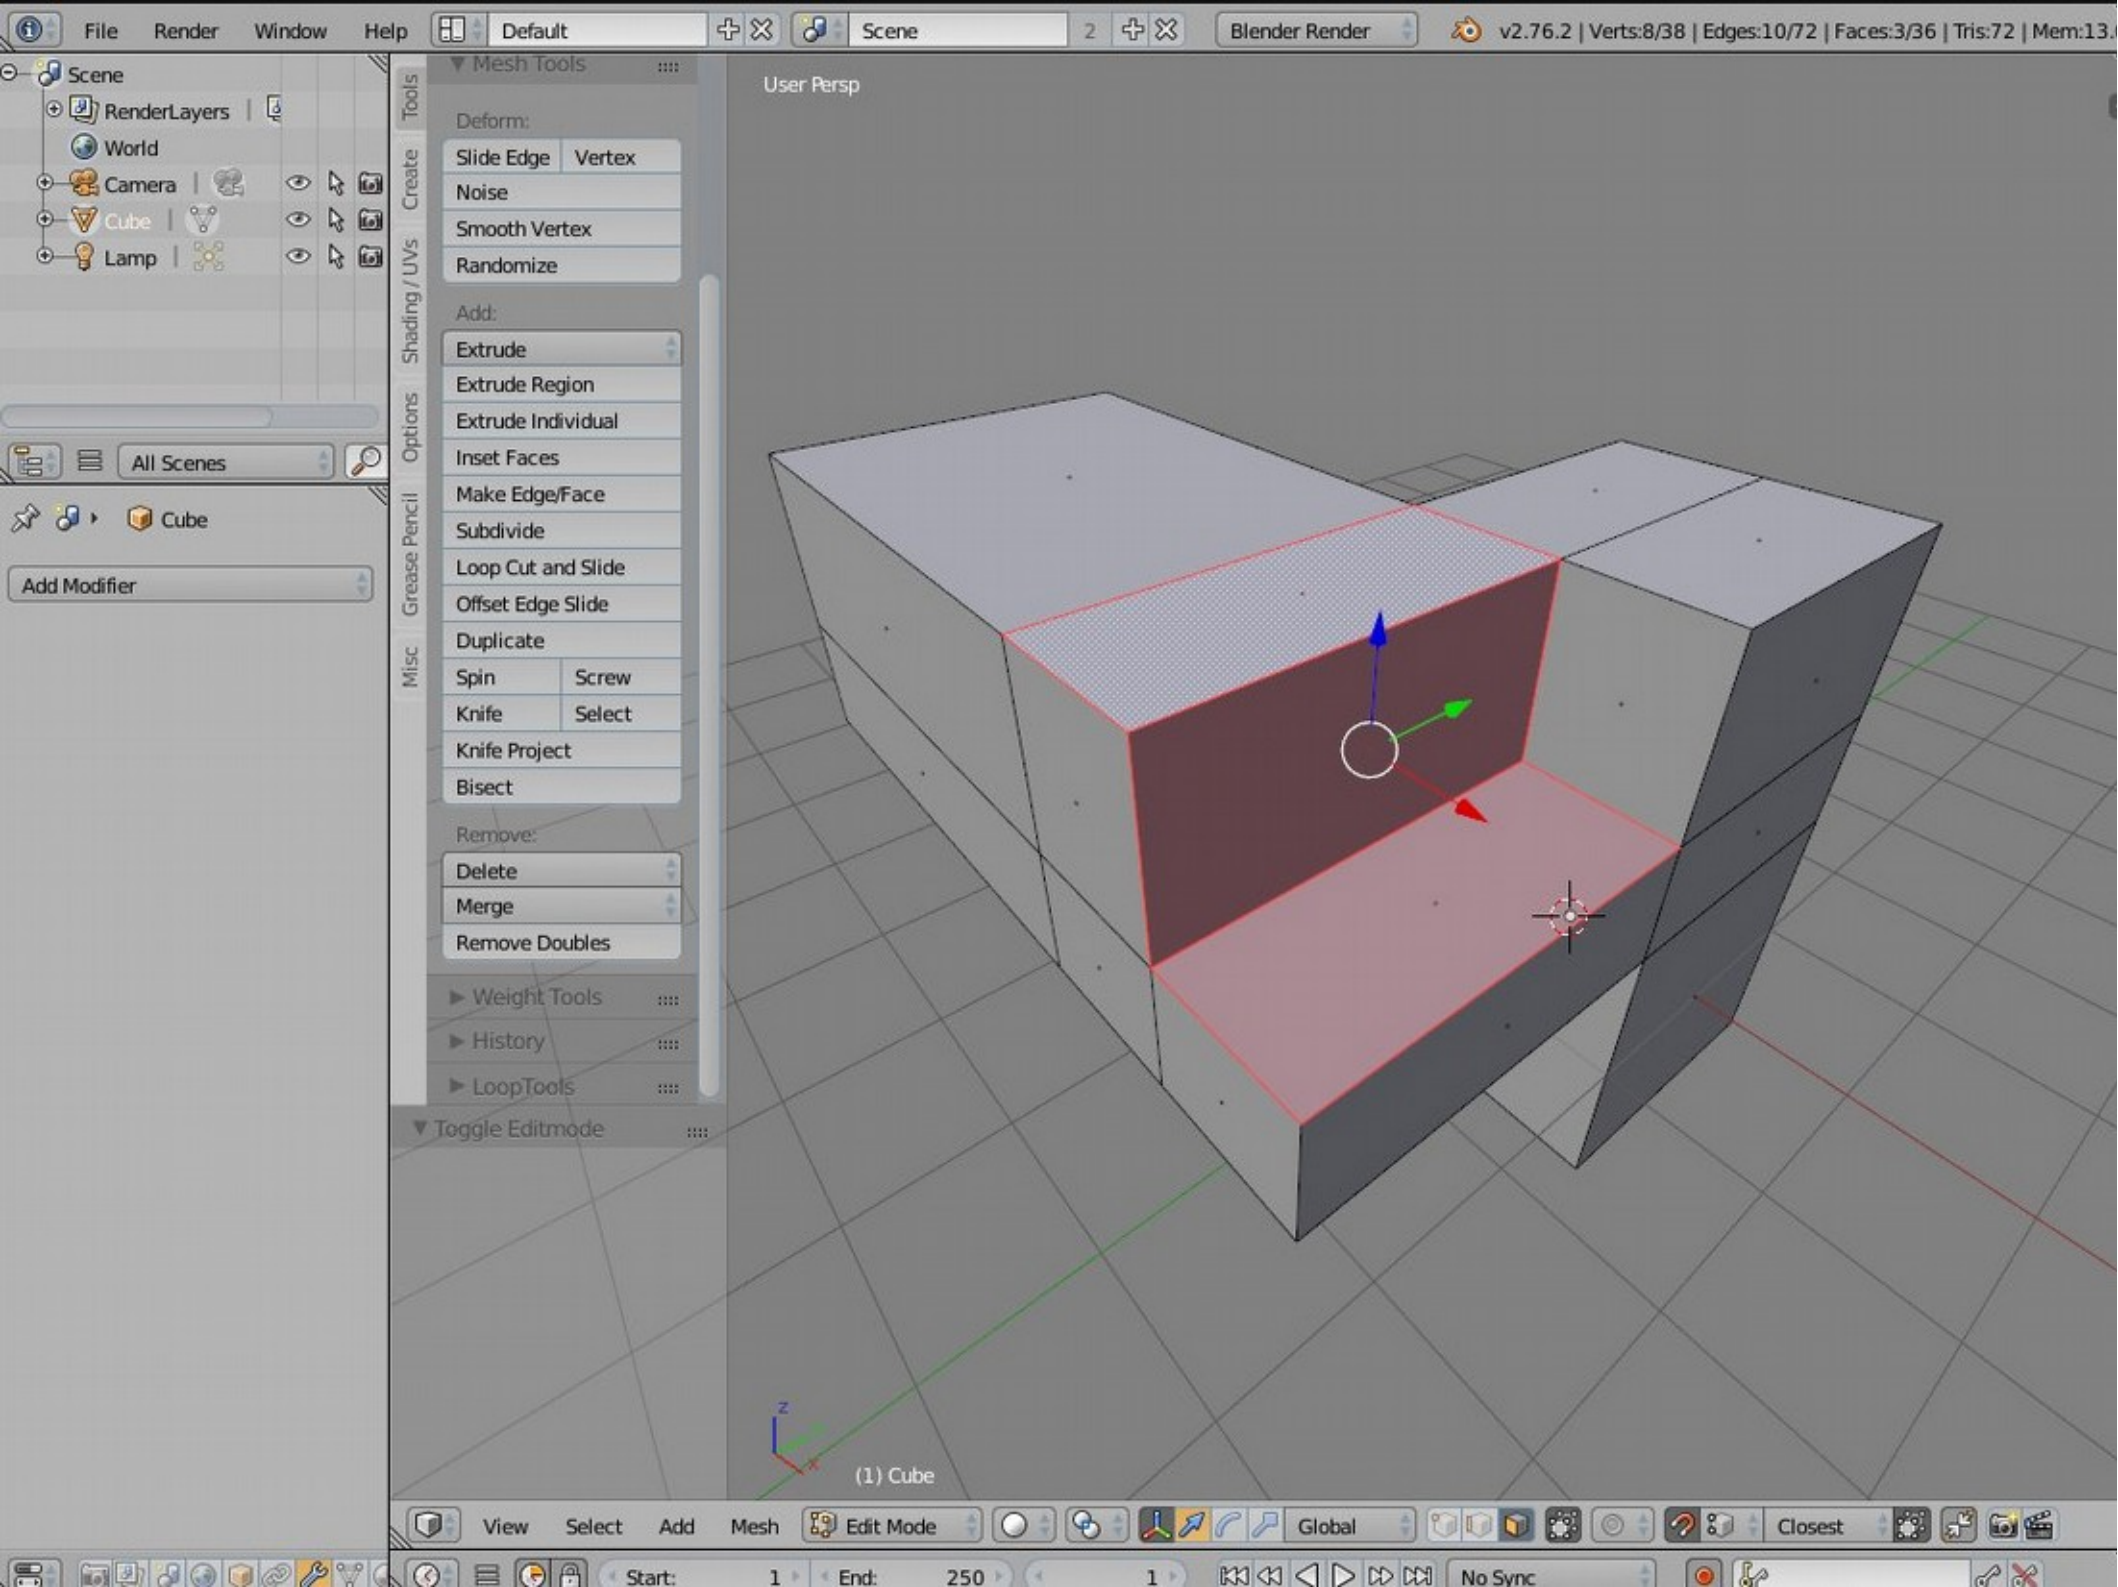 File Render Window Help Default Scene 2 Blender Render v2.76.2 | Verts:8/38 | Edges:10/72 | Faces:3/36 | Tris:72 | Mem:13.
Scene
RenderLayers
World
Camera
Cube
Lamp
All Scenes
Cube
Add Modifier
Tools
Create
Shading / UVs
Options
Grease Pencil
Misc
Mesh Tools
Deform:
Slide Edge Vertex
Noise
Smooth Vertex
Randomize
Add:
Extrude
Extrude Region
Extrude Individual
Inset Faces
Make Edge/Face
Subdivide
Loop Cut and Slide
Offset Edge Slide
Duplicate
Spin Screw
Knife Select
Knife Project
Bisect
Remove:
Delete
Merge
Remove Doubles
Weight Tools
History
LoopTools
Toggle Editmode
User Persp
z
x
(1) Cube
View Select Add Mesh Edit Mode Global Closest
Start: 1 End: 250 1 No Sync